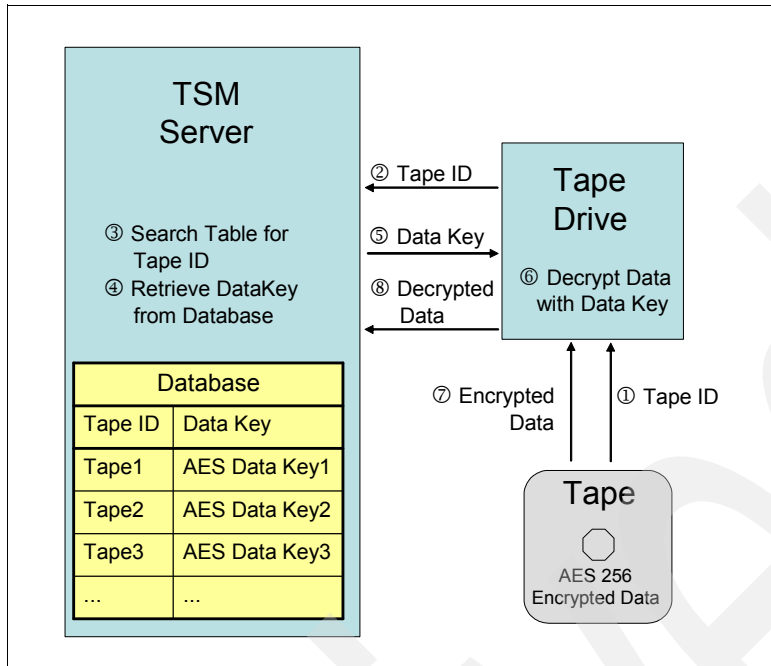 TSM
Server
② Tape ID
③ Search Table for
Tape ID
④ Retrieve DataKey
from Database
⑤ Data Key
⑧ Decrypted
Data
Tape
Drive
⑥ Decrypt Data
with Data Key
⑦ Encrypted
Data
① Tape ID
Database
Tape ID Data Key
Tape1 AES Data Key1
Tape2 AES Data Key2
Tape3 AES Data Key3
... ...
Tape
AES 256
Encrypted Data